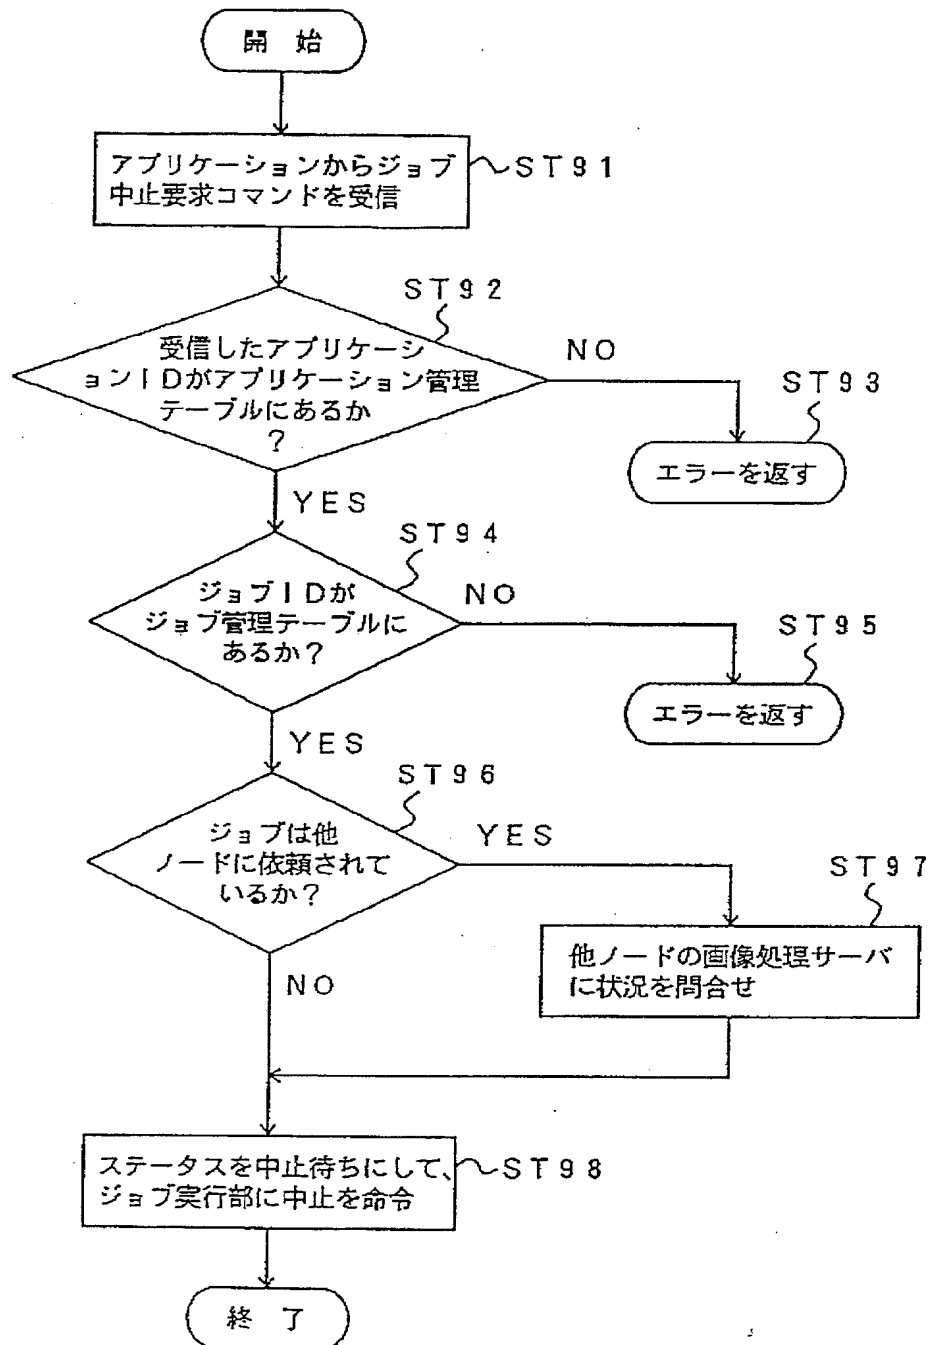 開 始
アプリケーションからジョブ
中止要求コマンドを受信
ST91
ST92
受信したアプリケーシ
ョンIDがアプリケーション管理
テーブルにあるか
?
NO
ST93
エラーを返す
YES
ST94
ジョブIDが
ジョブ管理テーブルに
あるか?
NO
ST95
エラーを返す
YES
ST96
ジョブは他
ノードに依頼されて
いるか?
YES
ST97
他ノードの画像処理サーバ
に状況を問合せ
NO
ステータスを中止待ちにして、
ジョブ実行部に中止を命令
ST98
終 了